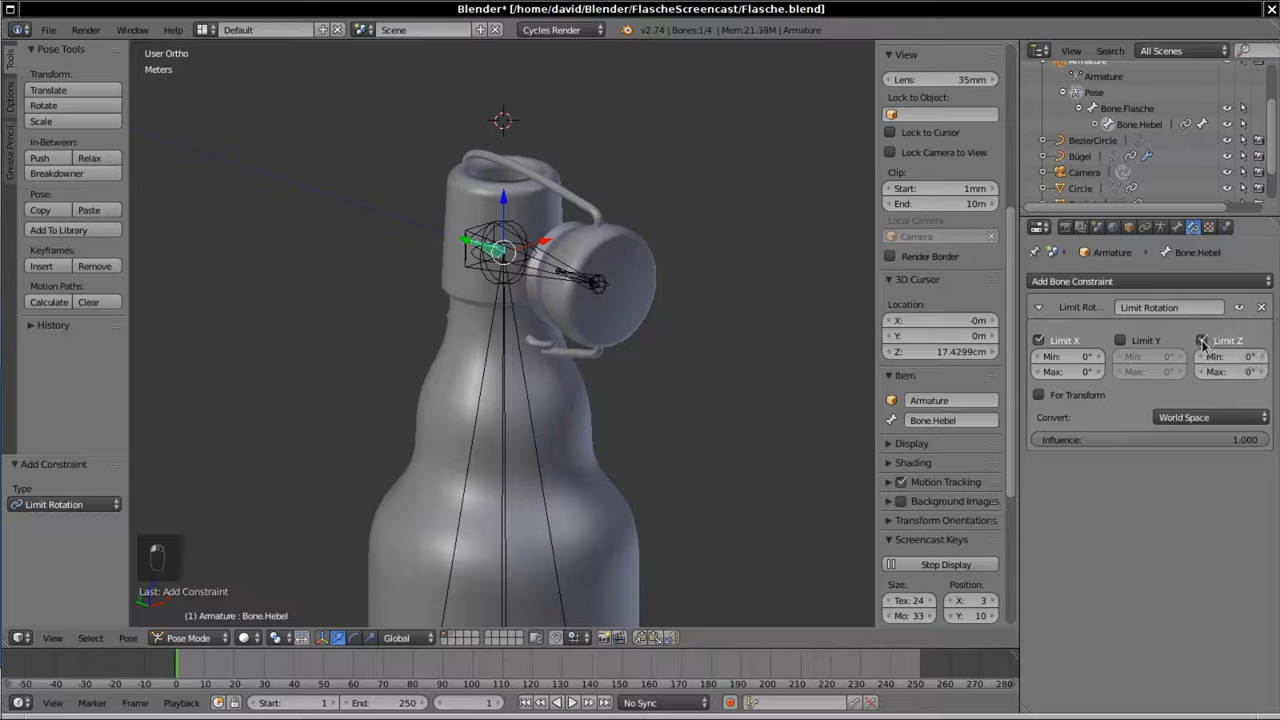 Blender* [/home/david/Blender/FlascheScreencast/Flasche.blend]
File Render Window Help Default Scene Cycles Render v2.74 | Bones:1/4 | Mem:21.39M | Armature
Tools
Options
Grease Pencil
Pose Tools
Transform:
Translate
Rotate
Scale
In-Between:
Push Relax
Breakdowner
Pose:
Copy Paste
Add To Library
Keyframes:
Insert Remove
Motion Paths:
Calculate Clear
History
Add Constraint
Type
Limit Rotation
User Ortho
Meters
Last: Add Constraint
(1) Armature : Bone.Hebel
View
Lens: 35mm
Lock to Object:
Lock to Cursor
Lock Camera to View
Clip:
Start: 1mm
End: 10m
Local Camera:
Camera
Render Border
3D Cursor
Location:
X: -0m
Y: 0m
Z: 17.4299cm
Item
Armature
Bone.Hebel
Display
Shading
Motion Tracking
Background Images
Transform Orientations
Screencast Keys
Stop Display
Size: Position:
Tex: 24 X: 3
Mo: 33 Y: 10
View Search All Scenes
Armature
Armature
Pose
Bone.Flasche
Bone.Hebel
BezierCircle
Bügel
Camera
Circle
Armature Bone.Hebel
Add Bone Constraint
Limit Rot... Limit Rotation
Limit X Limit Y Limit Z
Min: 0° Min: 0° Min: 0°
Max: 0° Max: 0° Max: 0°
For Transform
Convert: World Space
Influence: 1.000
View Select Pose Pose Mode Global
-50 -40 -30 -20 -10 0 10 20 30 40 50 60 70 80 90 100 110 120 130 140 150 160 170 180 190 200 210 220 230 240 250 260 270 280
View Marker Frame Playback Start: 1 End: 250 1 No Sync